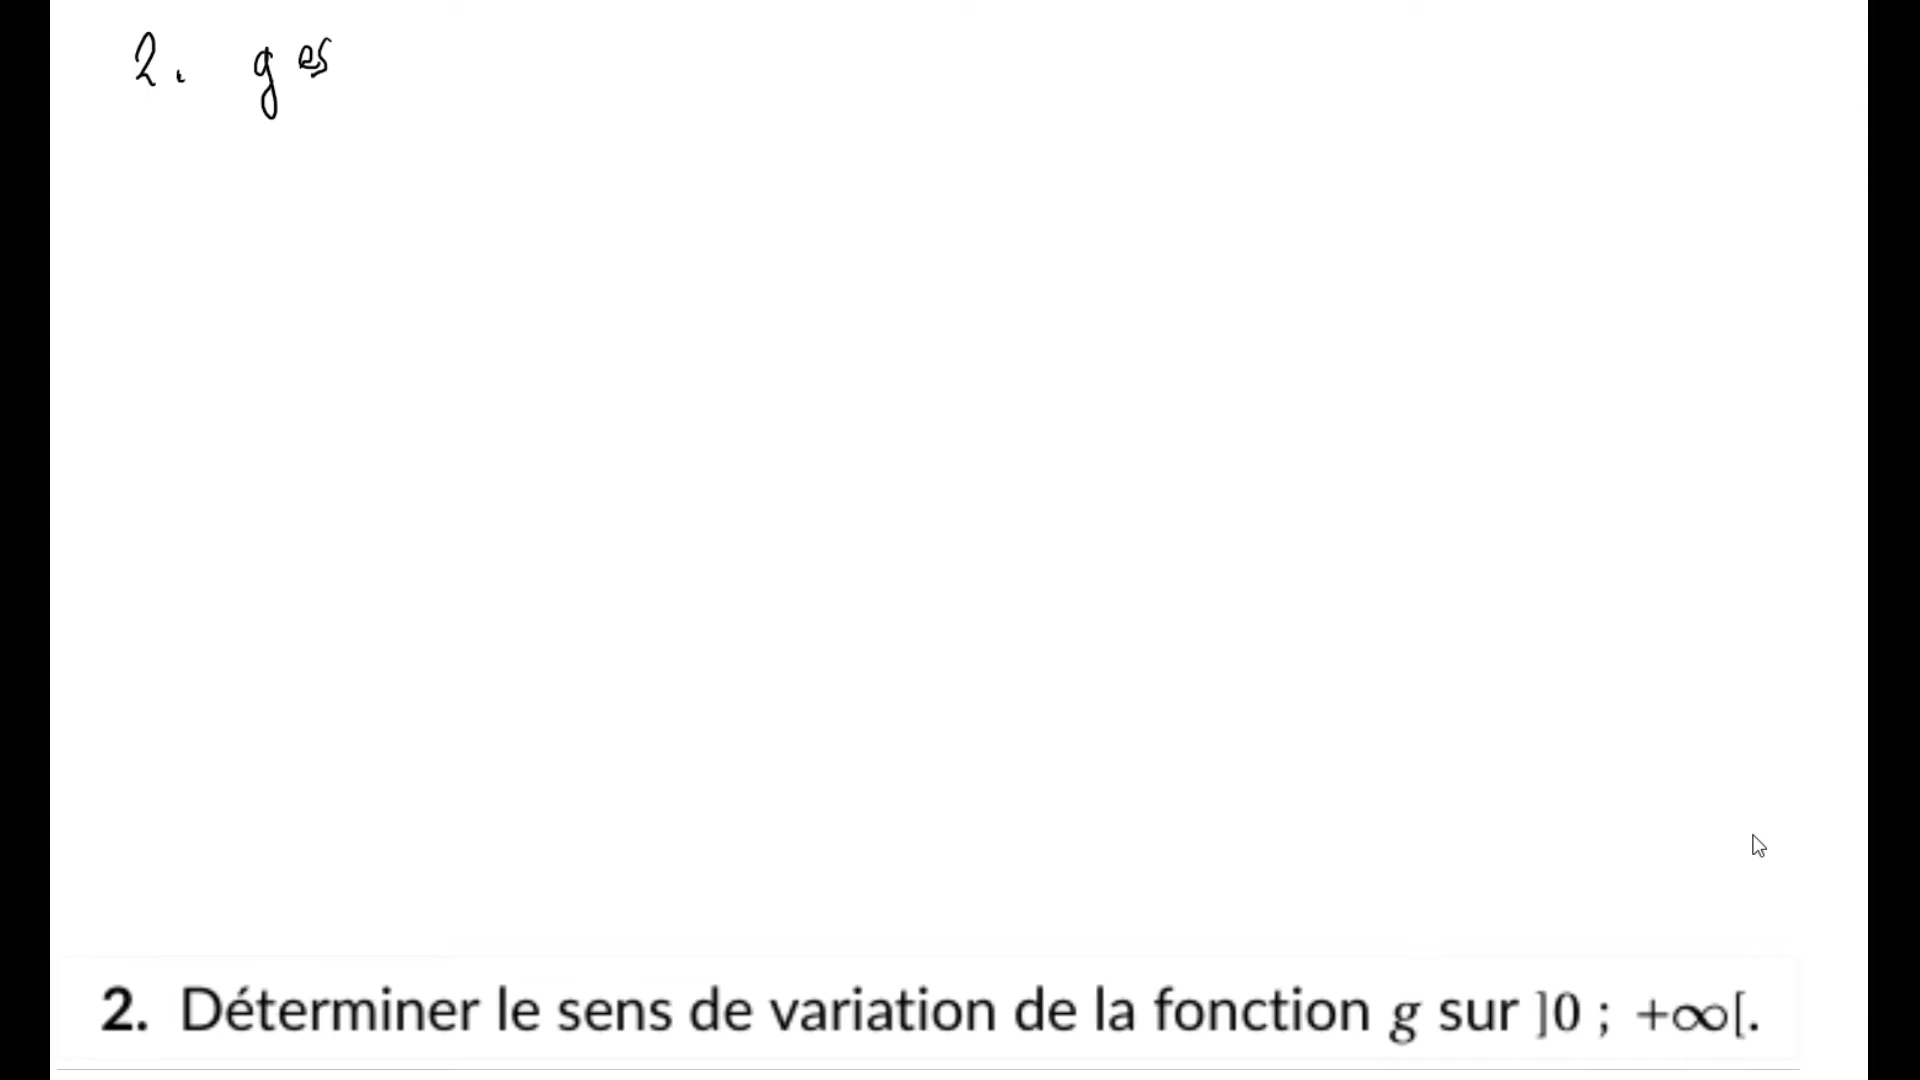 2. g es
2. Déterminer le sens de variation de la fonction g sur ]0 ; +∞[.